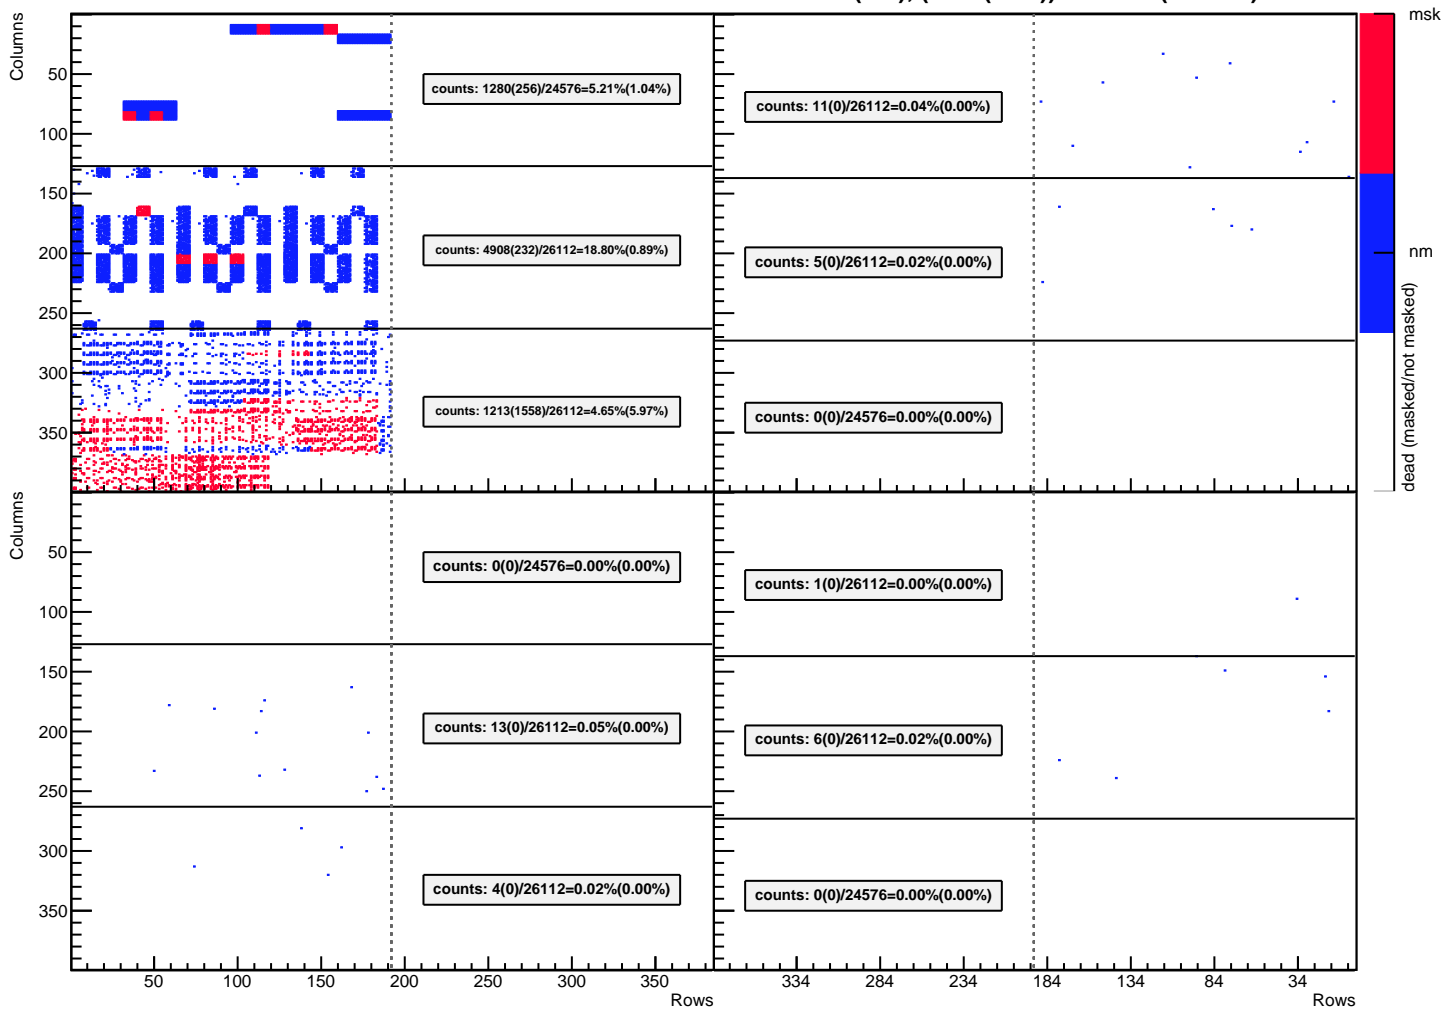 msk
Columns
50
counts: 1280(256)/24576=5.21%(1.04%)
counts: 11(0)/26112=0.04%(0.00%)
100
150
200
counts: 4908(232)/26112=18.80%(0.89%)
counts: 5(0)/26112=0.02%(0.00%)
nm
250
300
350
counts: 1213(1558)/26112=4.65%(5.97%)
counts: 0(0)/24576=0.00%(0.00%)
dead (masked/not masked)
Columns
50
counts: 0(0)/24576=0.00%(0.00%)
counts: 1(0)/26112=0.00%(0.00%)
100
150
200
counts: 13(0)/26112=0.05%(0.00%)
counts: 6(0)/26112=0.02%(0.00%)
250
300
350
counts: 4(0)/26112=0.02%(0.00%)
counts: 0(0)/24576=0.00%(0.00%)
50 100 150 200 250 300 350
334 284 234 184 134 84 34
Rows
Rows